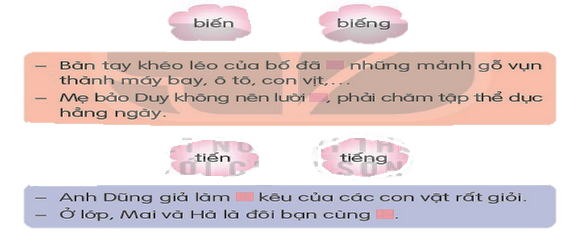 biến biếng
– Bàn tay khéo léo của bố đã những mảnh gỗ vụn
thành máy bay, ô tô, con vịt,...
– Mẹ bảo Duy không nên lười , phải chăm tập thể dục
hằng ngày.
tiến tiếng
– Anh Dũng giả làm kêu của các con vật rất giỏi.
– Ở lớp, Mai và Hà là đôi bạn cùng .